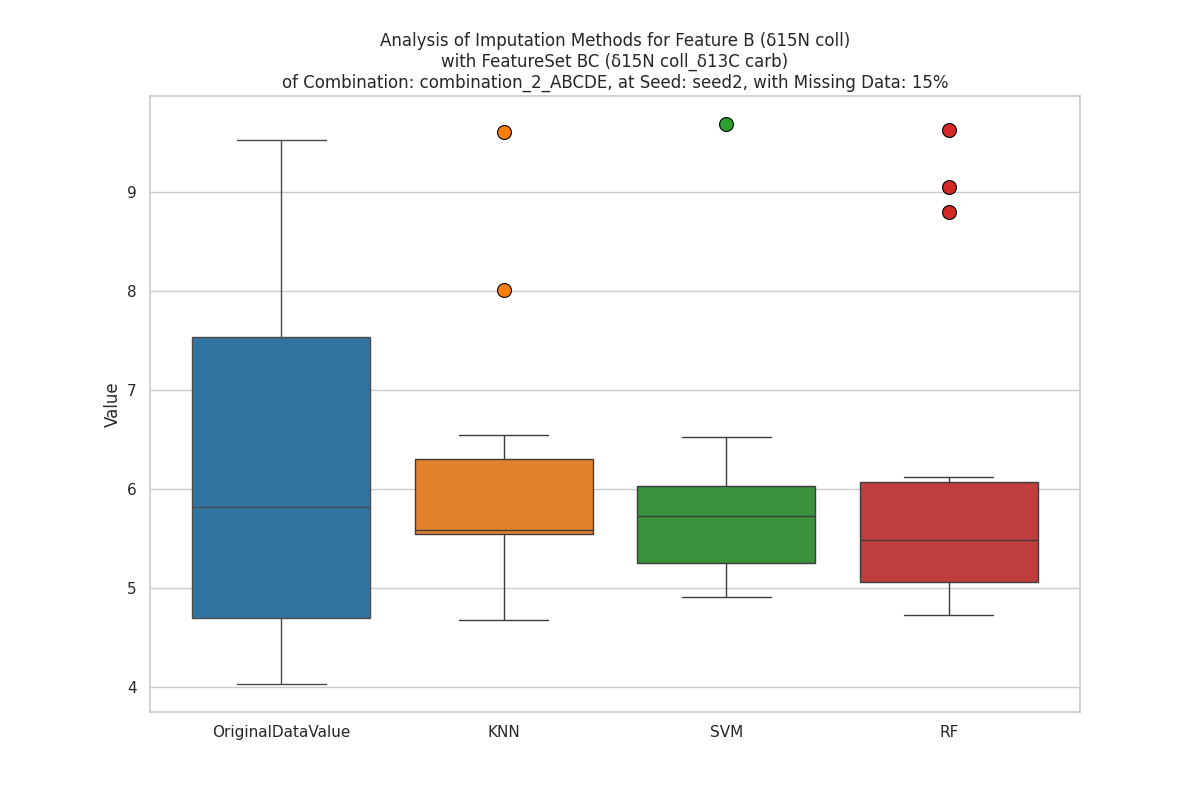 Analysis of Imputation Methods for Feature B (δ15N coll)
with FeatureSet BC (δ15N coll_δ13C carb)
of Combination: combination_2_ABCDE, at Seed: seed2, with Missing Data: 15%
Value
9
8
7
6
5
4
OriginalDataValue
KNN
SVM
RF